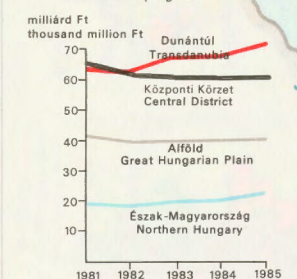 milliárd Ft
thousand million Ft
70
60
50
40
30
20
10
Dunántúl
Transdanubia
Központi Körzet
Central District
Alföld
Great Hungarian Plain
Észak-Magyarország
Northern Hungary
1981 1982 1983 1984 1985